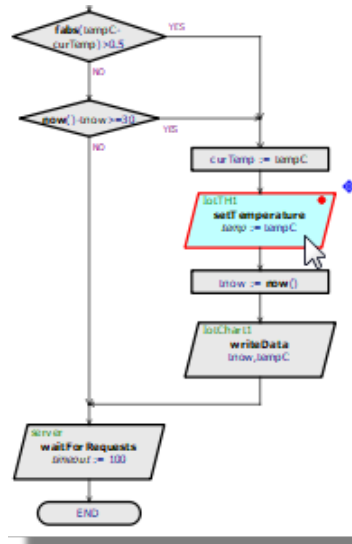 fabs(tempC-
curTemp)>0.5
YES
NO
now()-tnow>=30
YES
NO
curTemp := tempC
IotTH1
setTemperature
temp := tempC
tnow := now()
IotChart1
writeData
tnow,tempC
server
waitForRequests
timeout := 100
END